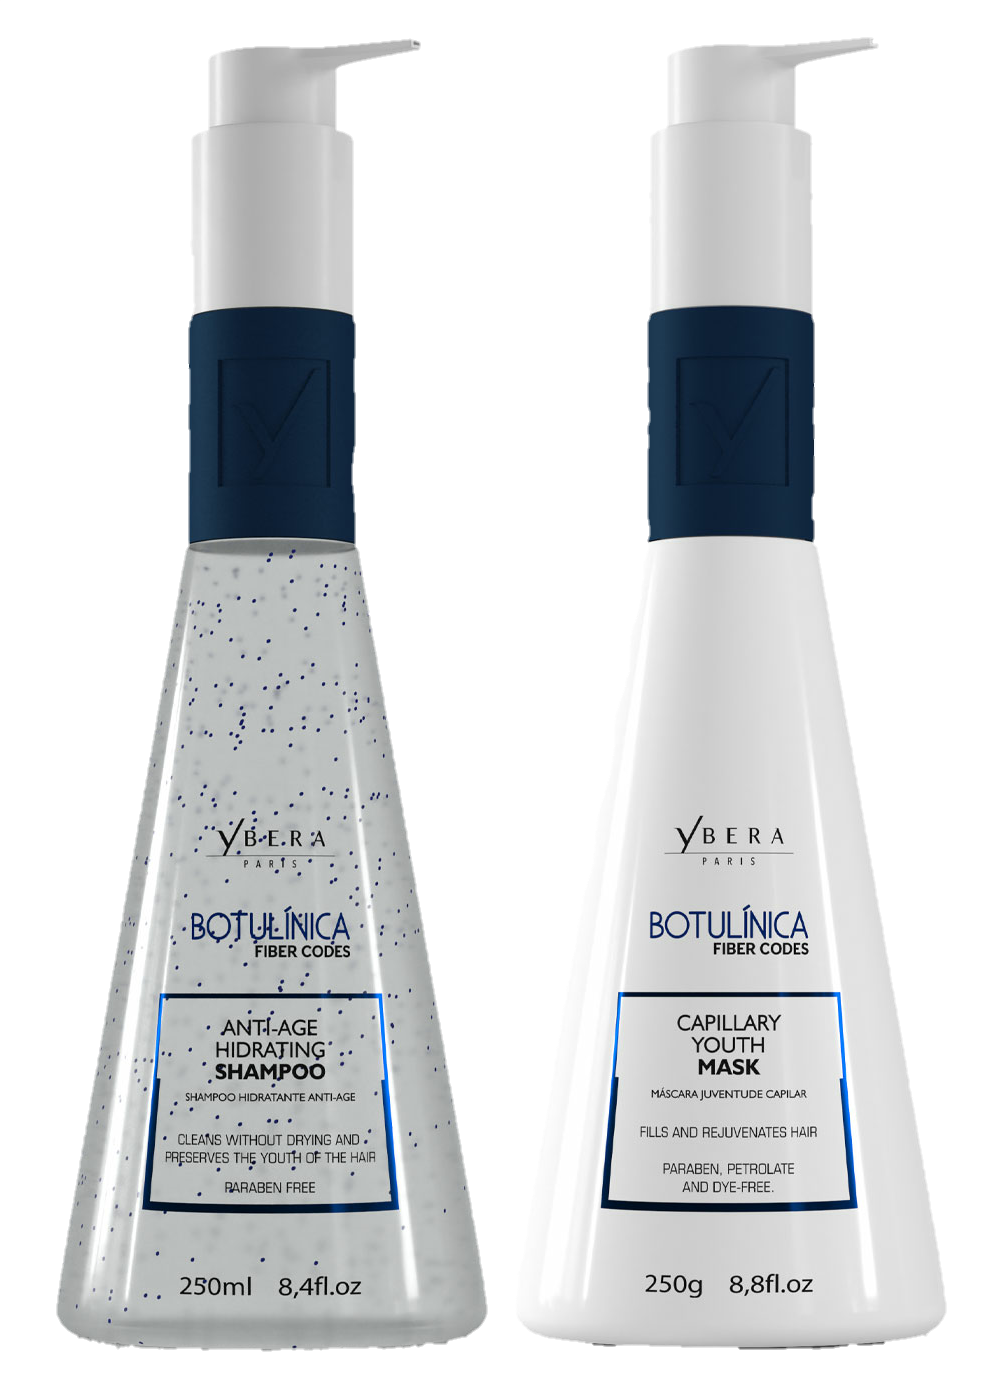 YBERA
PARIS
BOTULÍNICA
FIBER CODES
ANTI-AGE
HIDRATING
SHAMPOO
SHAMPOO HIDRATANTE ANTI-AGE
CLEANS WITHOUT DRYING AND
PRESERVES THE YOUTH OF THE HAIR
PARABEN FREE
250ml 8,4fl.oz
YBERA
PARIS
BOTULÍNICA
FIBER CODES
CAPILLARY
YOUTH
MASK
MÁSCARA JUVENTUDE CAPILAR
FILLS AND REJUVENATES HAIR
PARABEN, PETROLATE
AND DYE-FREE.
250g 8,8fl.oz